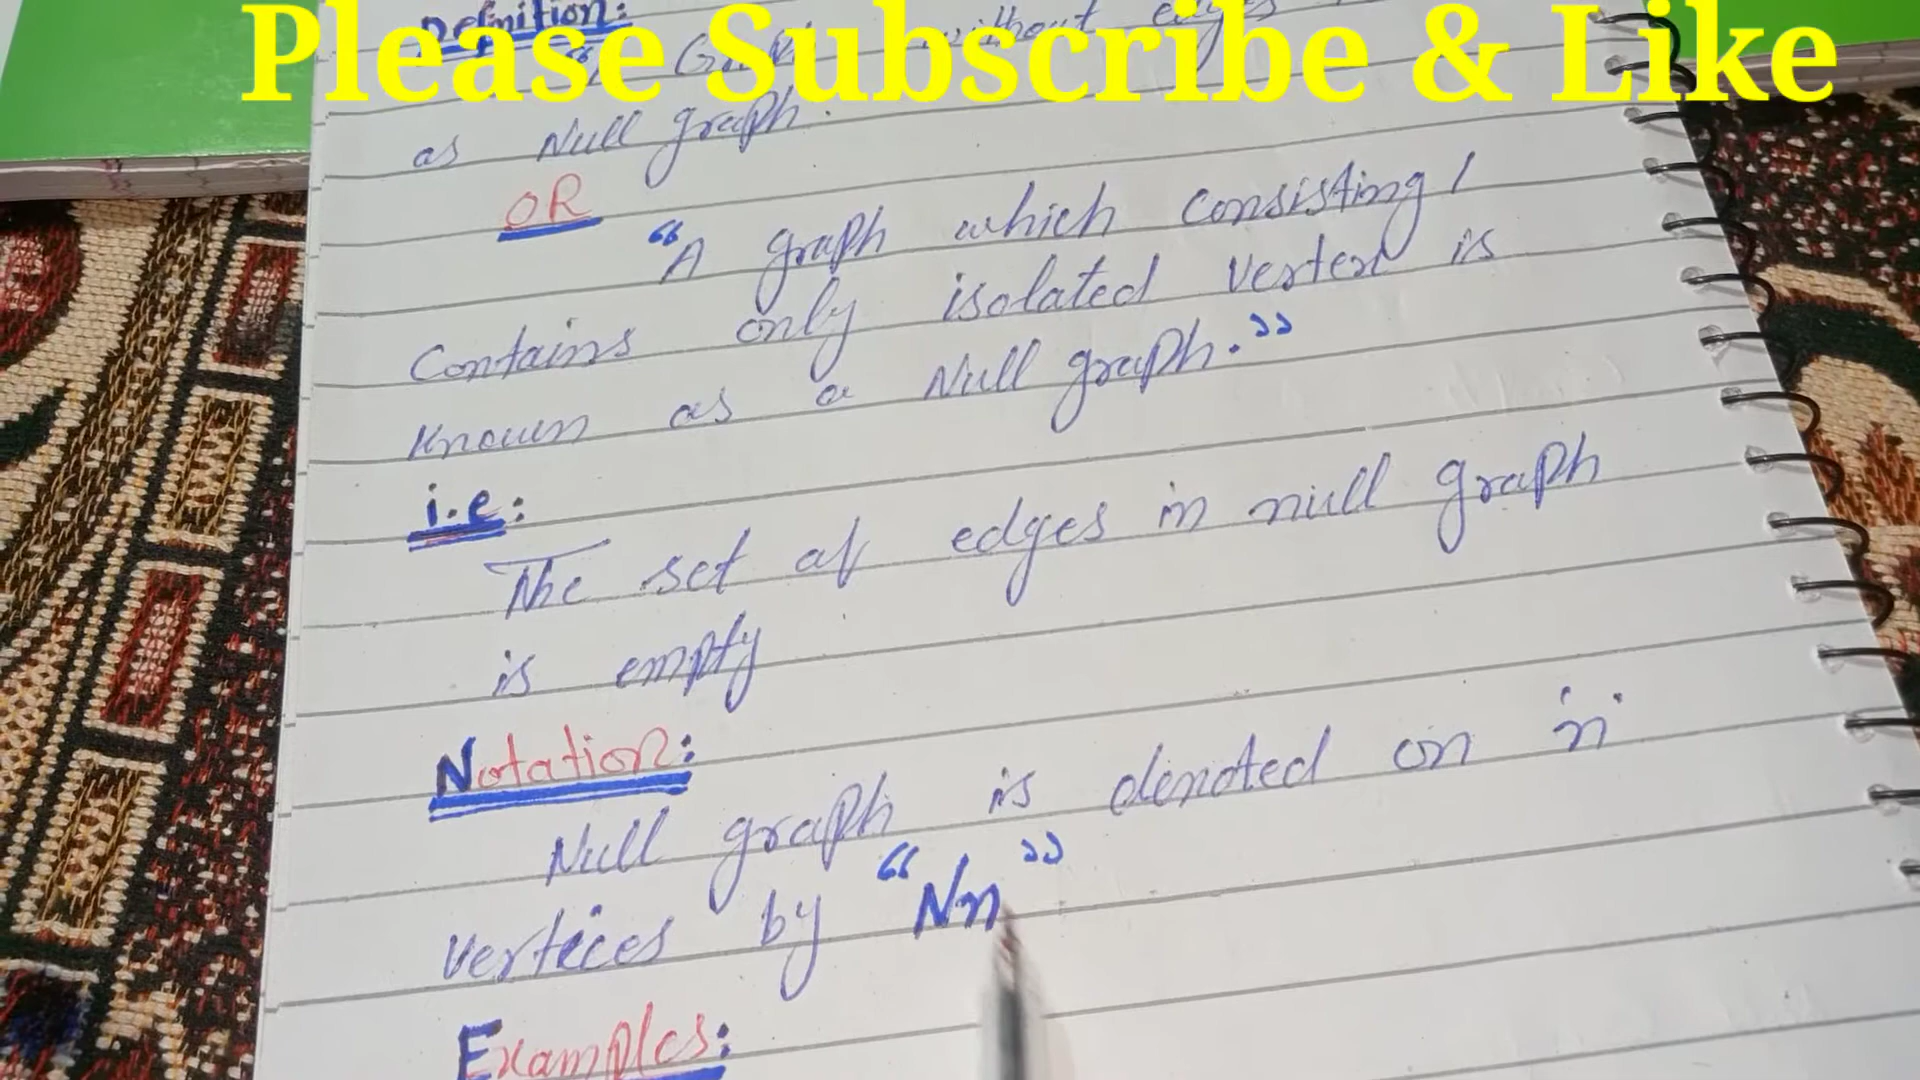 Please Subscribe & Like
Definition:
without edges
as Null graph.
OR
"A graph which consisting /
Contains only isolated vertex is
Known as a Null graph."
i.e:
The set of edges in null graph
is empty
Notation:
Null graph is denoted on 'n'
vertices by "Nn"
Examples: